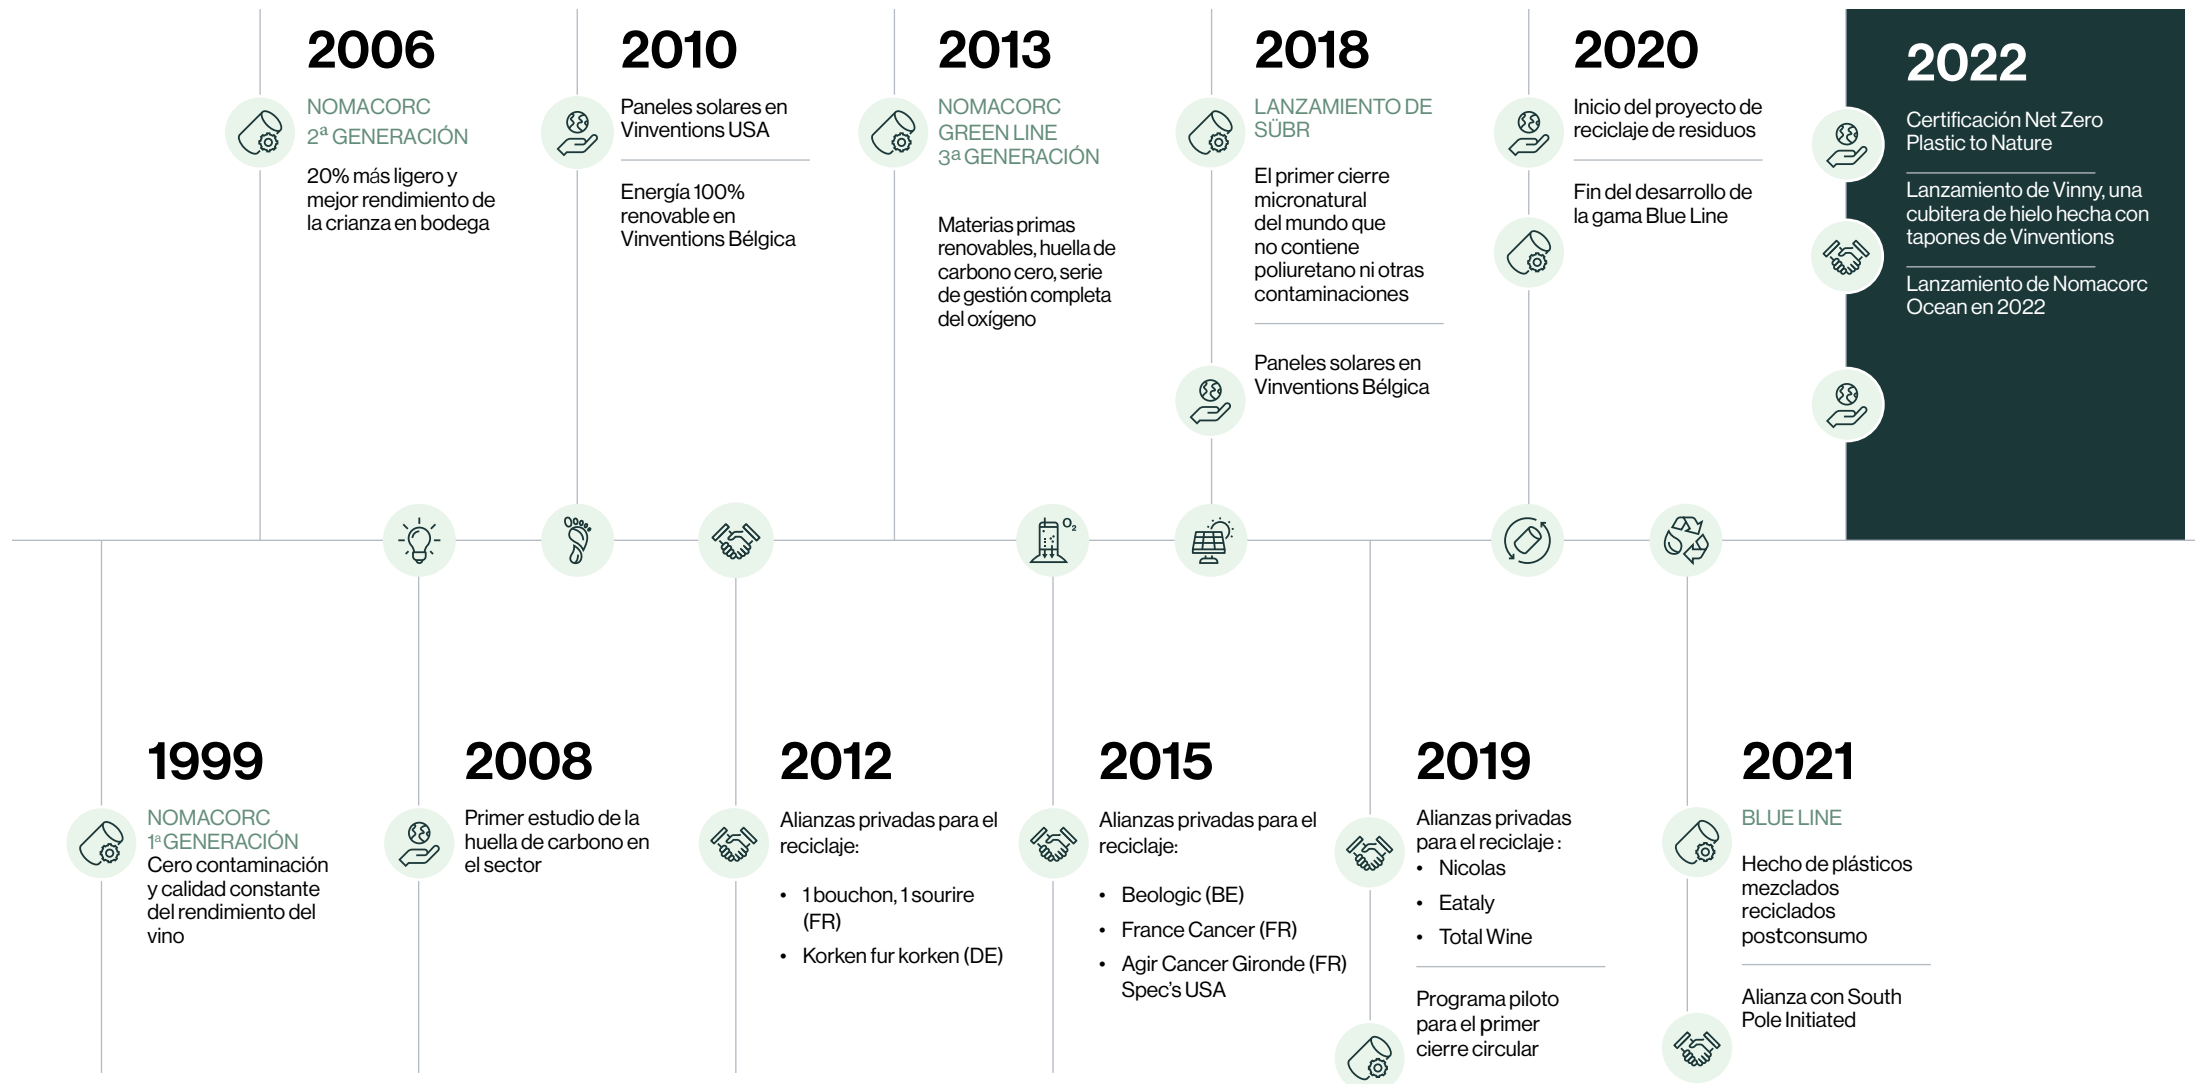 2006
NOMACORC
2ª GENERACIÓN
20% más ligero y
mejor rendimiento de
la crianza en bodega
2010
Paneles solares en
Vinventions USA
Energía 100%
renovable en
Vinventions Bélgica
2013
NOMACORC
GREEN LINE
3ª GENERACIÓN
Materias primas
renovables, huella de
carbono cero, serie
de gestión completa
del oxígeno
2018
LANZAMIENTO DE
SÜBR
El primer cierre
micronatural
del mundo que
no contiene
poliuretano ni otras
contaminaciones
Paneles solares en
Vinventions Bélgica
2020
Inicio del proyecto de
reciclaje de residuos
Fin del desarrollo de
la gama Blue Line
2022
Certificación Net Zero
Plastic to Nature
Lanzamiento de Vinny, una
cubitera de hielo hecha con
tapones de Vinventions
Lanzamiento de Nomacorc
Ocean en 2022
O₂
1999
NOMACORC
1ª GENERACIÓN
Cero contaminación
y calidad constante
del rendimiento del
vino
2008
Primer estudio de la
huella de carbono en
el sector
2012
Alianzas privadas para el
reciclaje:
• 1 bouchon, 1 sourire
(FR)
• Korken fur korken (DE)
2015
Alianzas privadas para el
reciclaje:
• Beologic (BE)
• France Cancer (FR)
• Agir Cancer Gironde (FR)
Spec's USA
2019
Alianzas privadas
para el reciclaje :
• Nicolas
• Eataly
• Total Wine
Programa piloto
para el primer
cierre circular
2021
BLUE LINE
Hecho de plásticos
mezclados
reciclados
postconsumo
Alianza con South
Pole Initiated